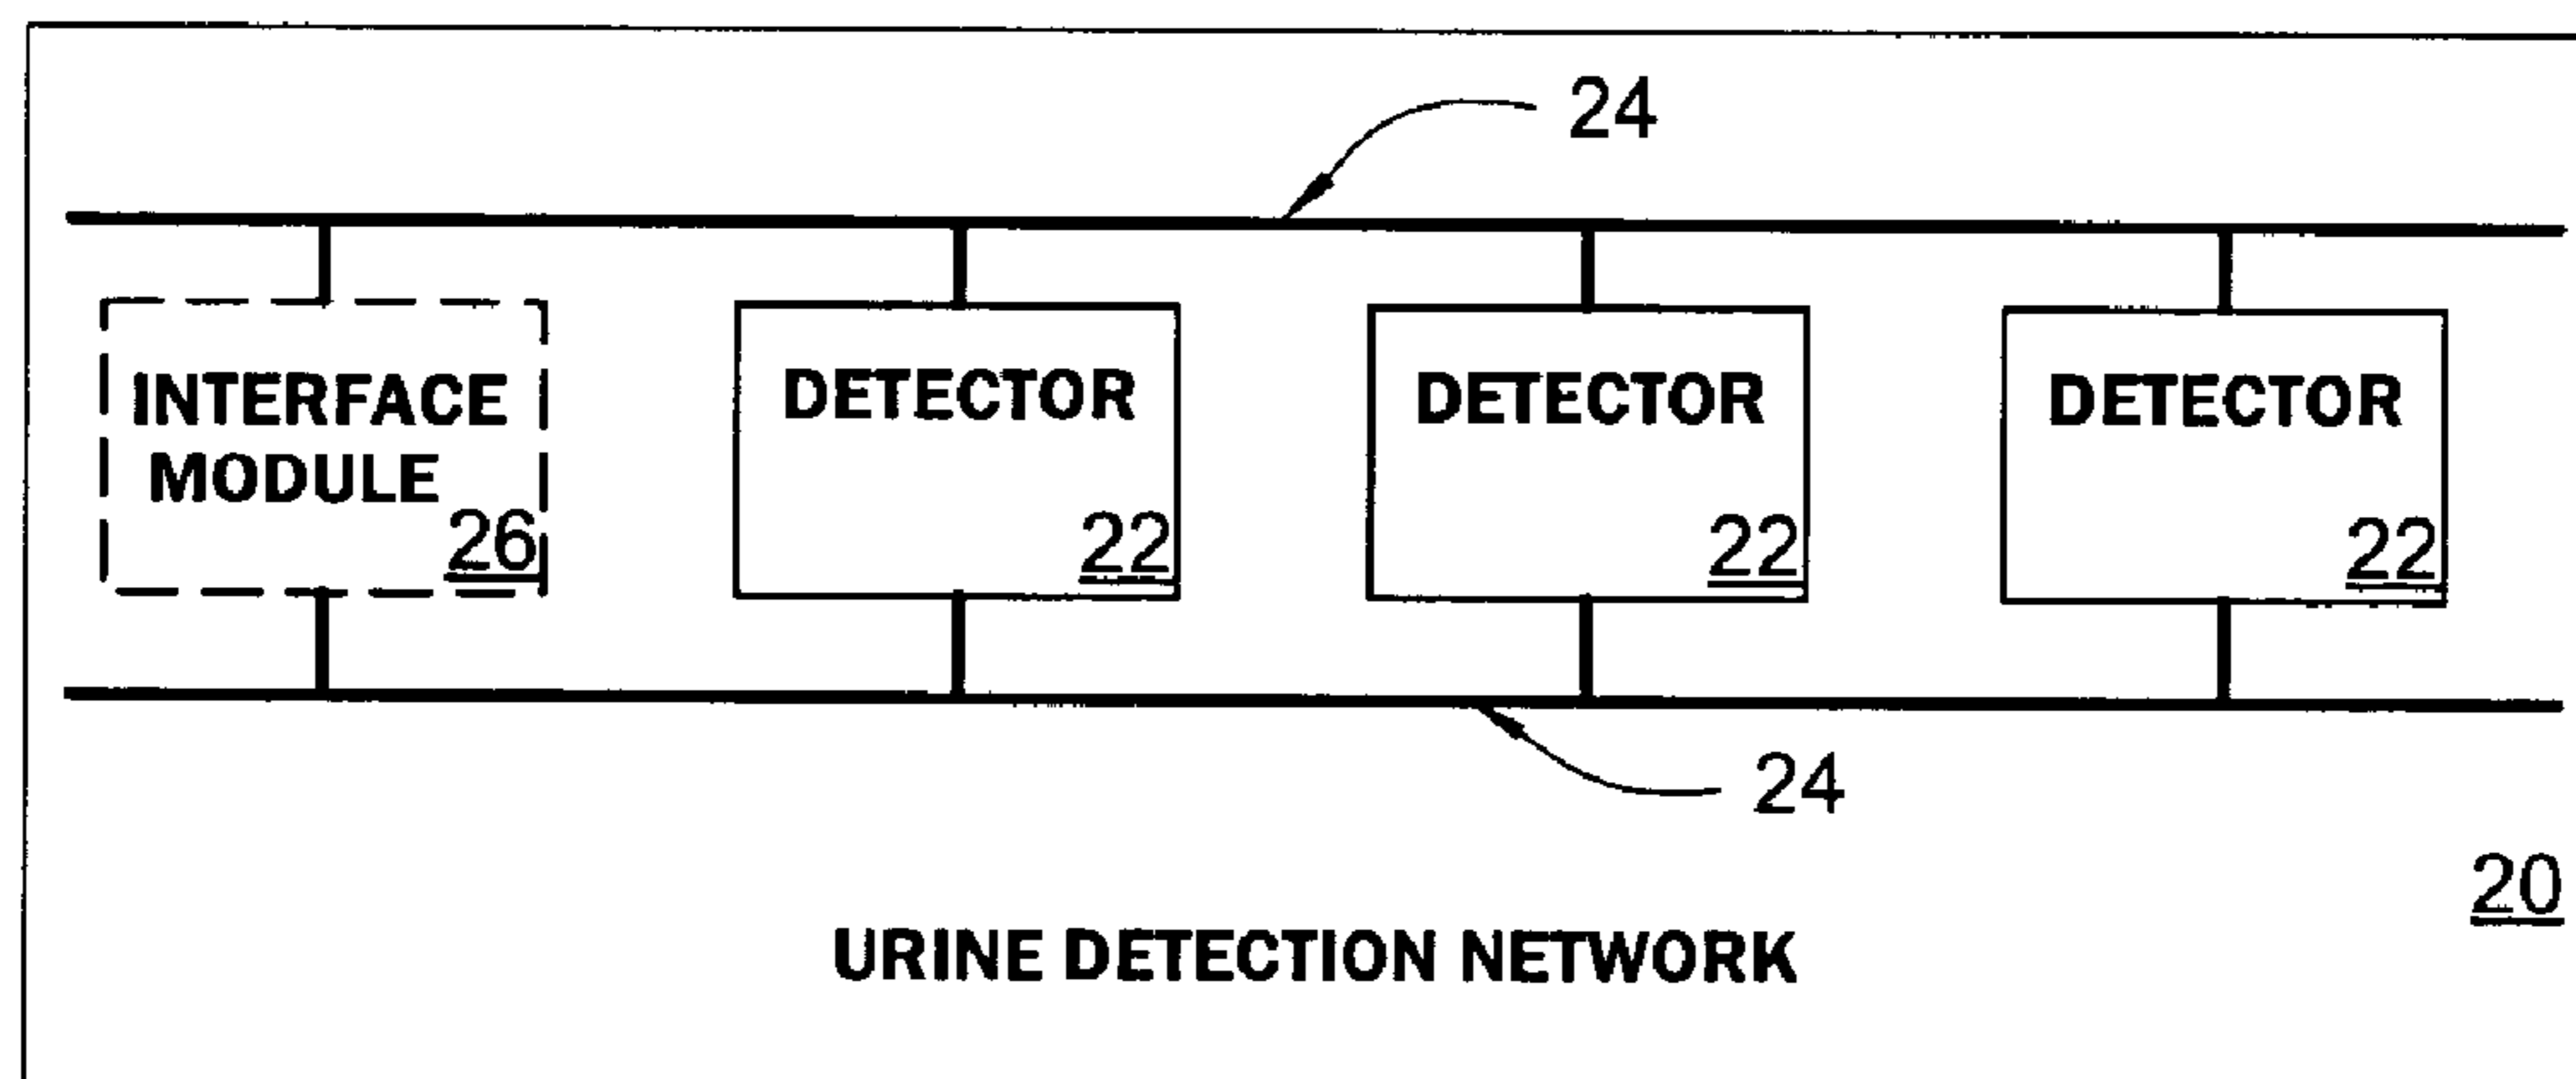 24
INTERFACE
MODULE
26
DETECTOR
22
DETECTOR
22
DETECTOR
22
24
20
URINE DETECTION NETWORK